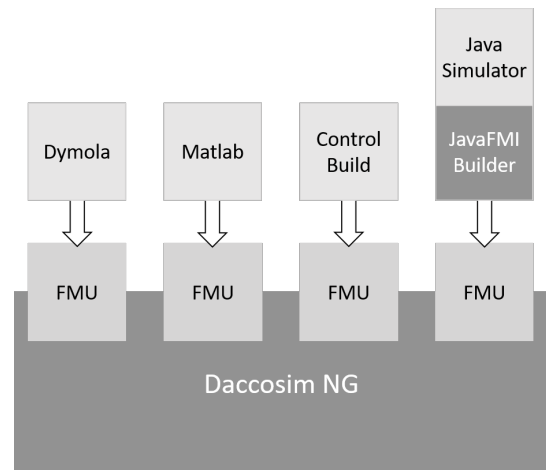 Java
Simulator
Dymola
Matlab
Control
Build
JavaFMI
Builder
FMU
FMU
FMU
FMU
Daccosim NG